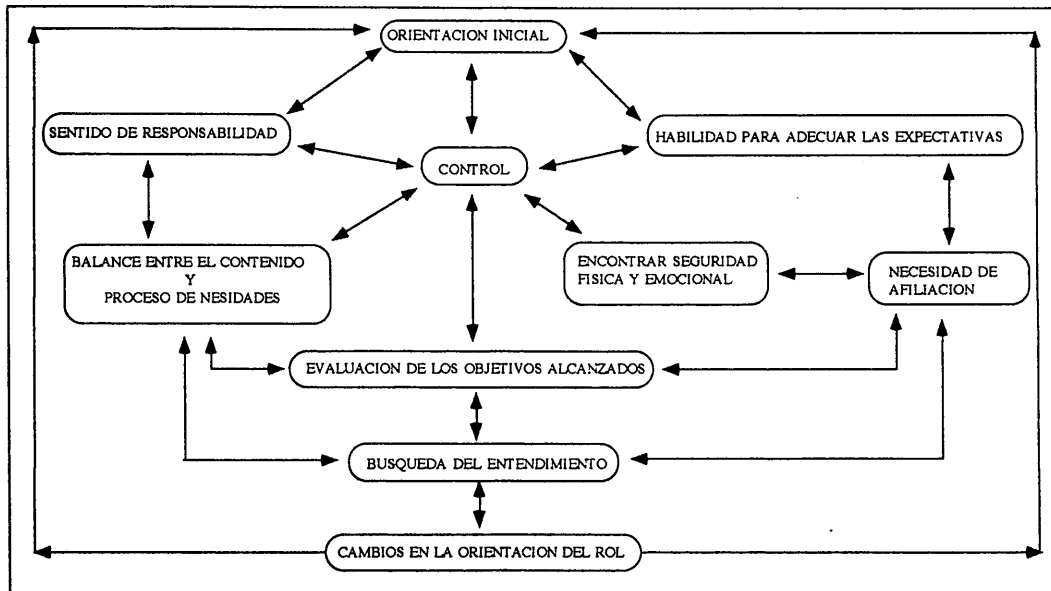 ORIENTACION INICIAL
SENTIDO DE RESPONSABILIDAD
HABILIDAD PARA ADECUAR LAS EXPECTATIVAS
CONTROL
BALANCE ENTRE EL CONTENIDO
Y
PROCESO DE NESIDADES
ENCONTRAR SEGURIDAD
FISICA Y EMOCIONAL
NECESIDAD DE
AFILIACION
EVALUACION DE LOS OBJETIVOS ALCANZADOS
BUSQUEDA DEL ENTENDIMIENTO
CAMBIOS EN LA ORIENTACION DEL ROL